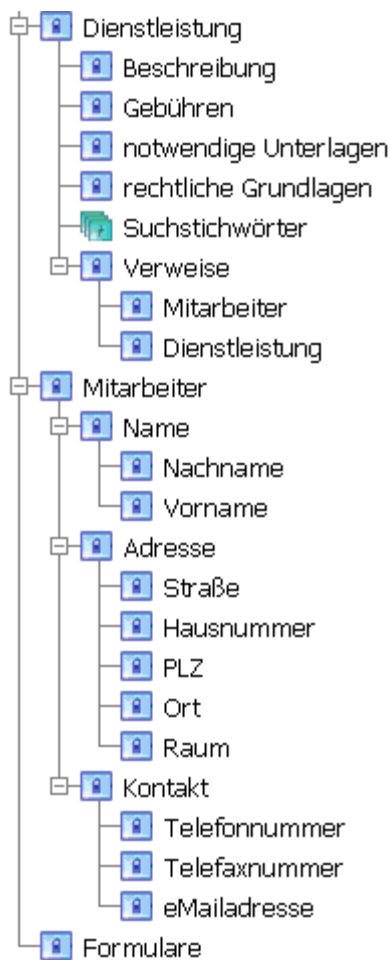 Dienstleistung
Beschreibung
Gebühren
notwendige Unterlagen
rechtliche Grundlagen
Suchstichwörter
Verweise
Mitarbeiter
Dienstleistung
Mitarbeiter
Name
Nachname
Vorname
Adresse
Straße
Hausnummer
PLZ
Ort
Raum
Kontakt
Telefonnummer
Telefaxnummer
eMailadresse
Formulare